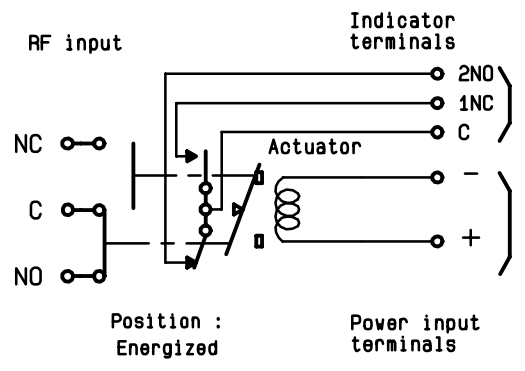 RF input
Indicator
terminals
2NO
1NC
C
NC
Actuator
−
C
+
NO
Position :
Energized
Power input
terminals